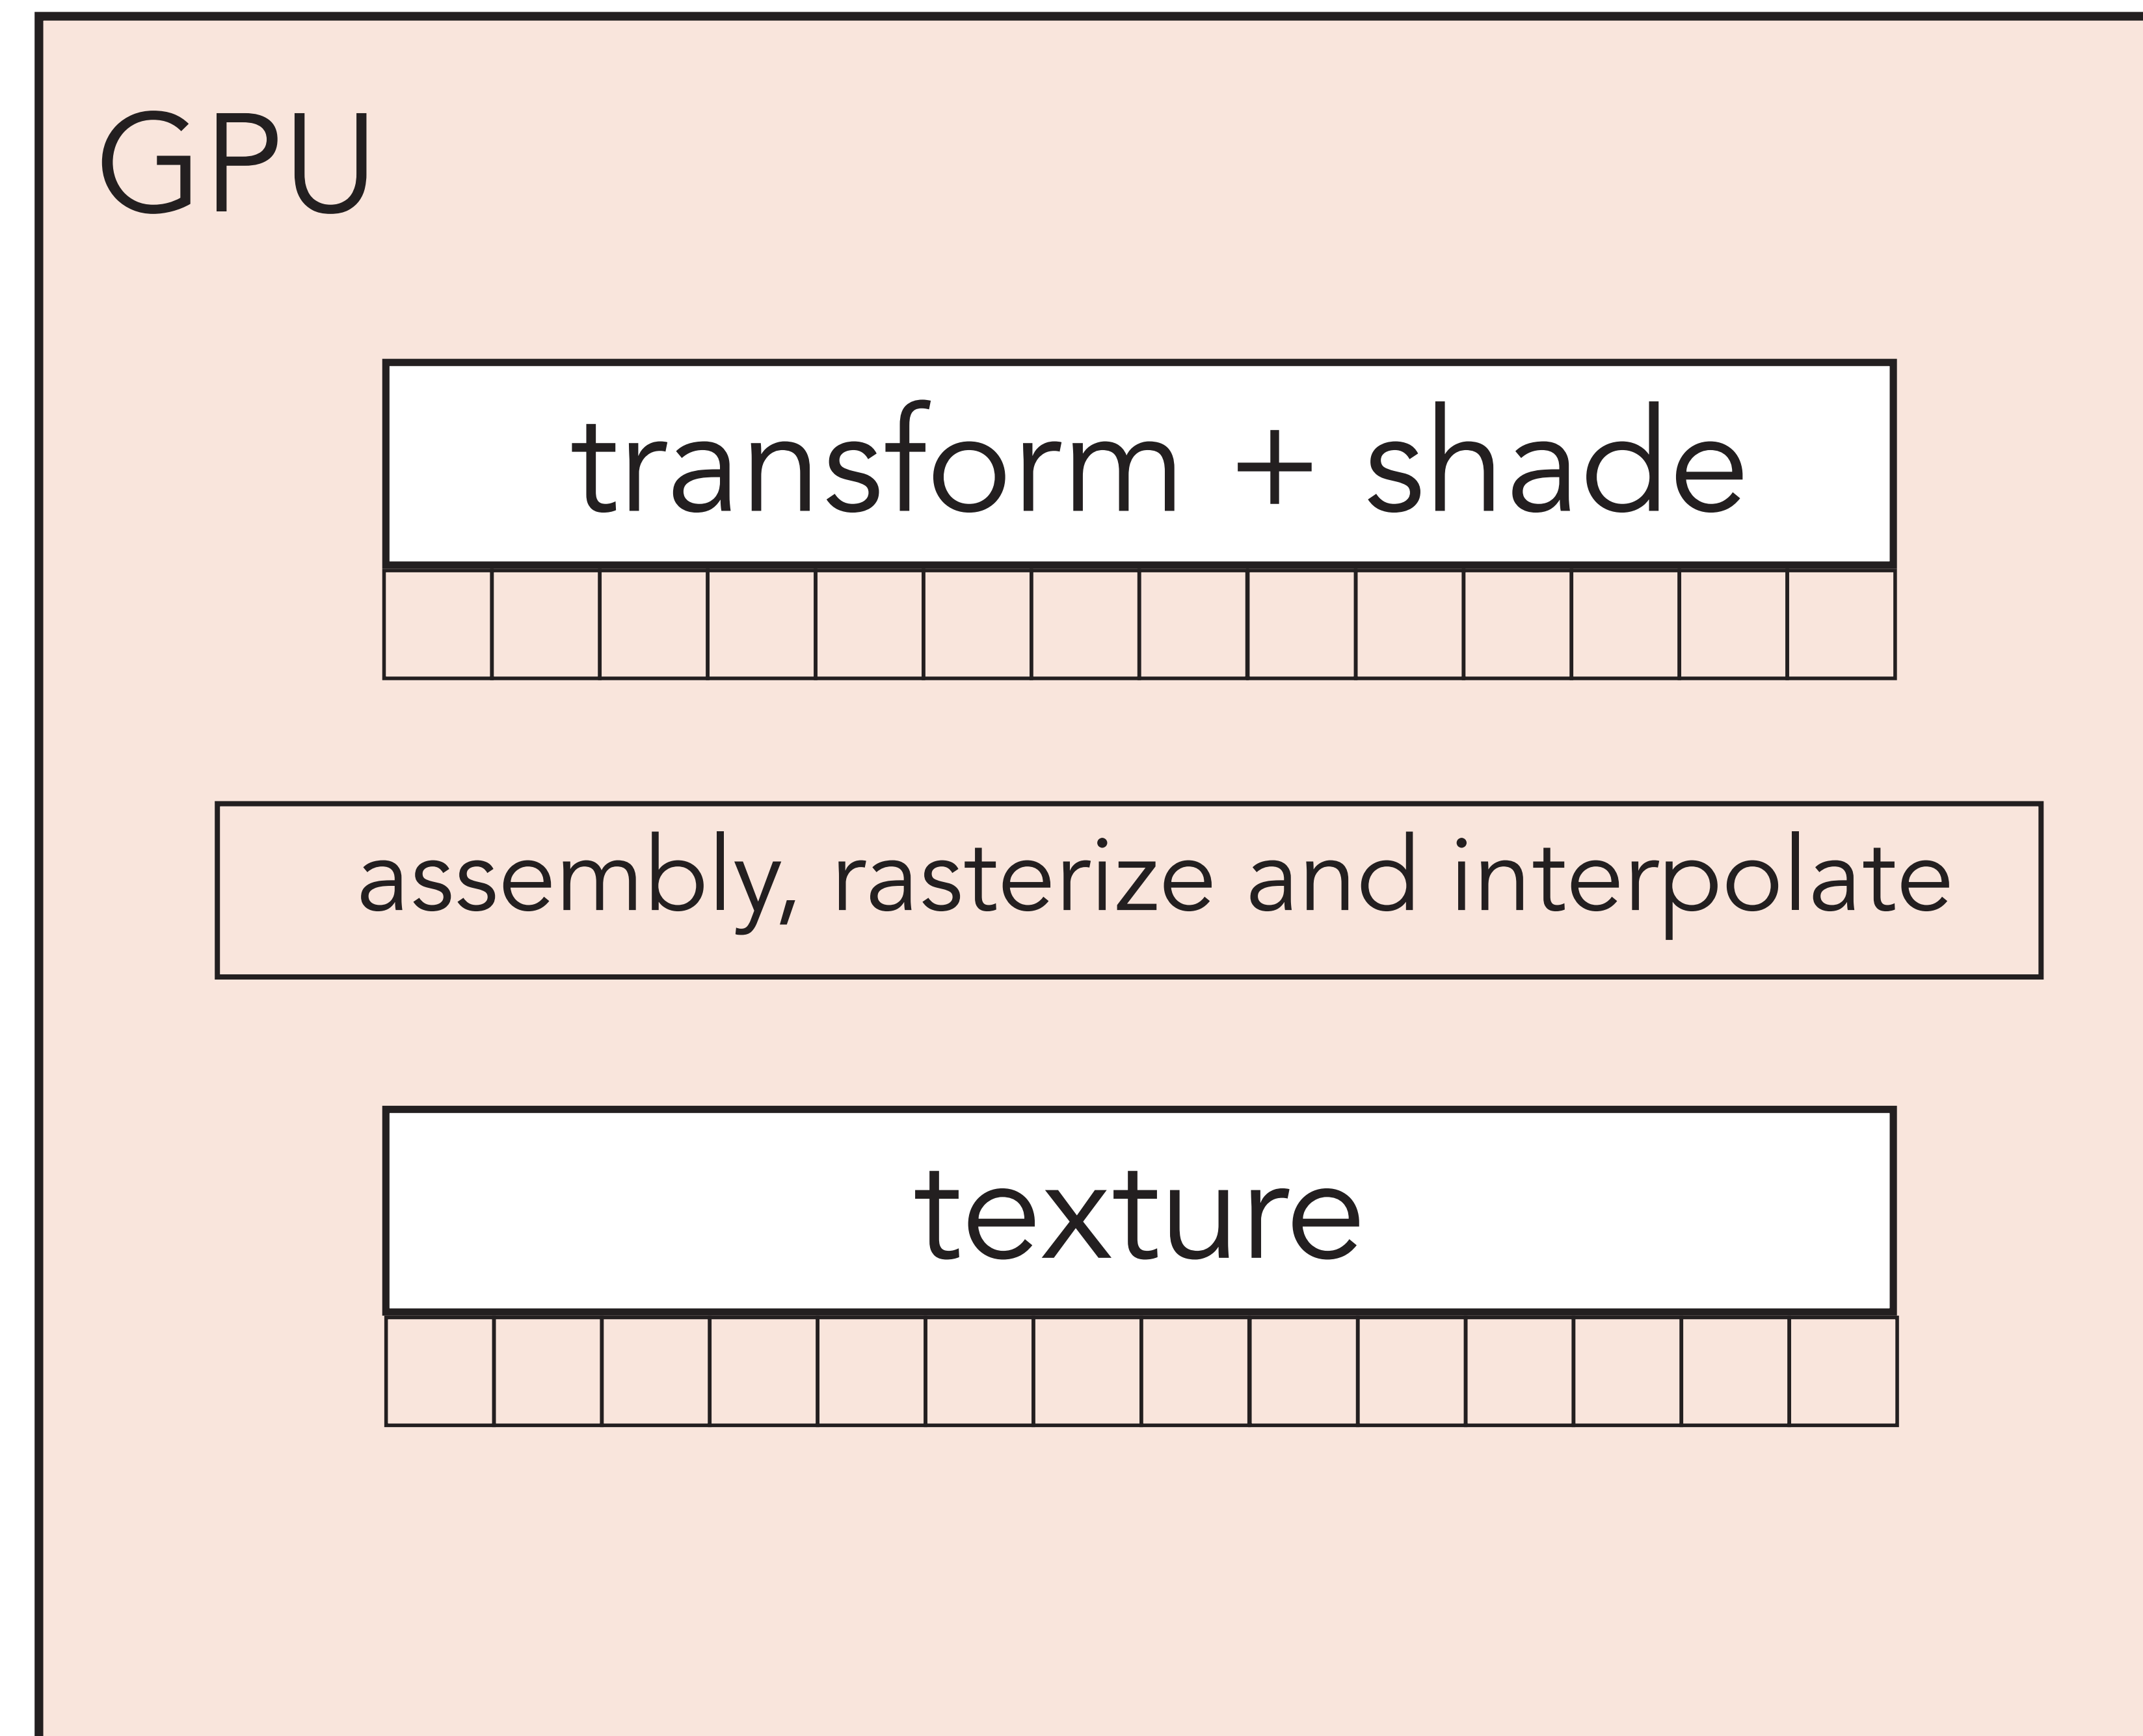 GPU
transform + shade
assembly, rasterize and interpolate
texture